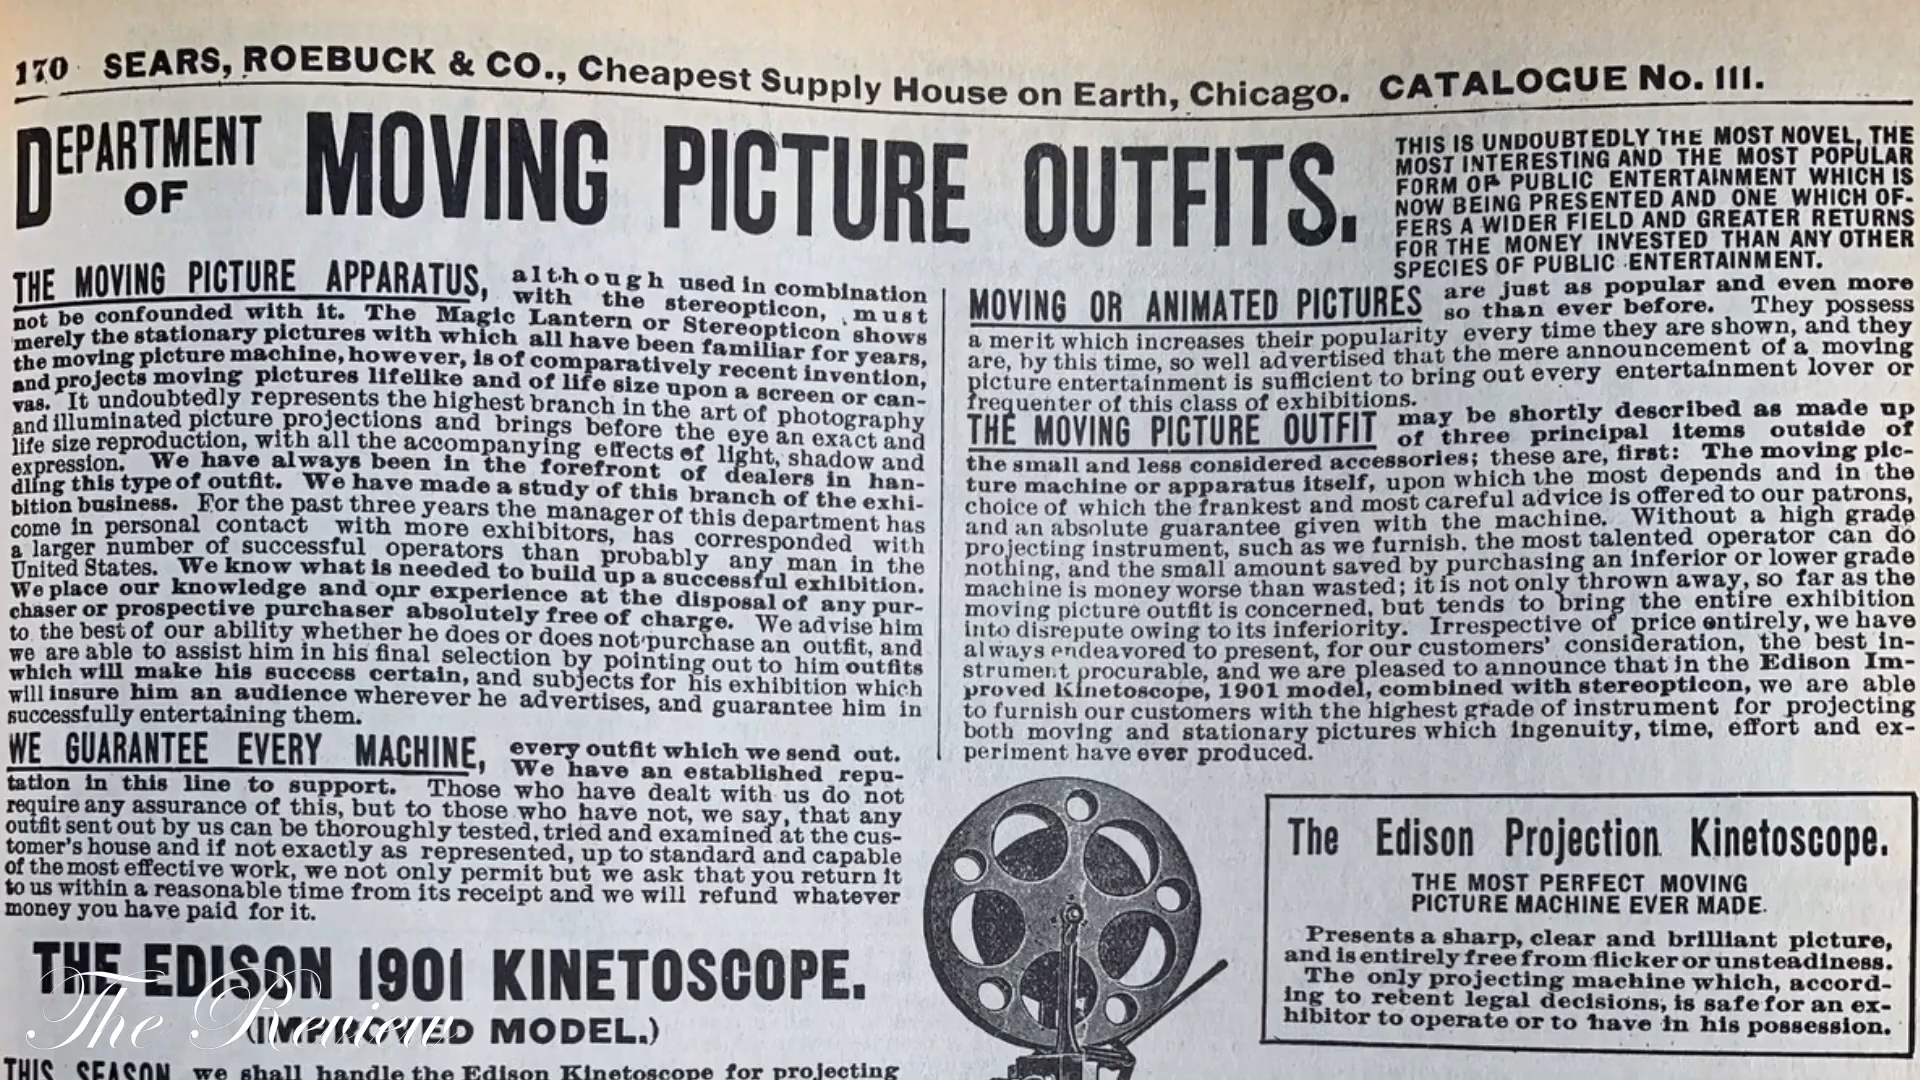 170 SEARS, ROEBUCK & CO., Cheapest Supply House on Earth, Chicago. CATALOGUE No. 111.
DEPARTMENT OF MOVING PICTURE OUTFITS.
THIS IS UNDOUBTEDLY THE MOST NOVEL, THE
MOST INTERESTING AND THE MOST POPULAR
FORM OF PUBLIC ENTERTAINMENT WHICH IS
NOW BEING PRESENTED AND ONE WHICH OF-
FERS A WIDER FIELD AND GREATER RETURNS
FOR THE MONEY INVESTED THAN ANY OTHER
SPECIES OF PUBLIC ENTERTAINMENT.
THE MOVING PICTURE APPARATUS, although used in combination
with the stereopticon, must
not be confounded with it. The Magic Lantern or Stereopticon shows
merely the stationary pictures with which all have been familiar for years,
the moving picture machine, however, is of comparatively recent invention,
and projects moving pictures lifelike and of life size upon a screen or can-
vas. It undoubtedly represents the highest branch in the art of photography
and illuminated picture projections and brings before the eye an exact and
life size reproduction, with all the accompanying effects of light, shadow and
expression. We have always been in the forefront of dealers in han-
dling this type of outfit. We have made a study of this branch of the exhi-
bition business. For the past three years the manager of this department has
come in personal contact with more exhibitors, has corresponded with
a larger number of successful operators than probably any man in the
United States. We know what is needed to build up a successful exhibition.
We place our knowledge and our experience at the disposal of any pur-
chaser or prospective purchaser absolutely free of charge. We advise him
to the best of our ability whether he does or does not purchase an outfit, and
we are able to assist him in his final selection by pointing out to him outfits
which will make his success certain, and subjects for his exhibition which
will insure him an audience wherever he advertises, and guarantee him in
successfully entertaining them.
WE GUARANTEE EVERY MACHINE, every outfit which we send out.
We have an established repu-
tation in this line to support. Those who have dealt with us do not
require any assurance of this, but to those who have not, we say, that any
outfit sent out by us can be thoroughly tested, tried and examined at the cus-
tomer's house and if not exactly as represented, up to standard and capable
of the most effective work, we not only permit but we ask that you return it
to us within a reasonable time from its receipt and we will refund whatever
money you have paid for it.
THE EDISON 1901 KINETOSCOPE.
(IMPROVED MODEL.)
THIS SEASON we shall handle the Edison Kinetoscope for projecting
MOVING OR ANIMATED PICTURES are just as popular and even more
so than ever before. They possess
a merit which increases their popularity every time they are shown, and they
are, by this time, so well advertised that the mere announcement of a moving
picture entertainment is sufficient to bring out every entertainment lover or
frequenter of this class of exhibitions.
THE MOVING PICTURE OUTFIT may be shortly described as made up
of three principal items outside of
the small and less considered accessories; these are, first: The moving pic-
ture machine or apparatus itself, upon which the most depends and in the
choice of which the frankest and most careful advice is offered to our patrons,
and an absolute guarantee given with the machine. Without a high grade
projecting instrument, such as we furnish, the most talented operator can do
nothing, and the small amount saved by purchasing an inferior or lower grade
machine is money worse than wasted; it is not only thrown away, so far as the
moving picture outfit is concerned, but tends to bring the entire exhibition
into disrepute owing to its inferiority. Irrespective of price entirely, we have
always endeavored to present, for our customers' consideration, the best in-
strument procurable, and we are pleased to announce that in the Edison Im-
proved Kinetoscope, 1901 model, combined with stereopticon, we are able
to furnish our customers with the highest grade of instrument for projecting
both moving and stationary pictures which ingenuity, time, effort and ex-
periment have ever produced.
The Edison Projection Kinetoscope.
THE MOST PERFECT MOVING
PICTURE MACHINE EVER MADE.
Presents a sharp, clear and brilliant picture,
and is entirely free from flicker or unsteadiness.
The only projecting machine which, accord-
ing to recent legal decisions, is safe for an ex-
hibitor to operate or to have in his possession.
The Review